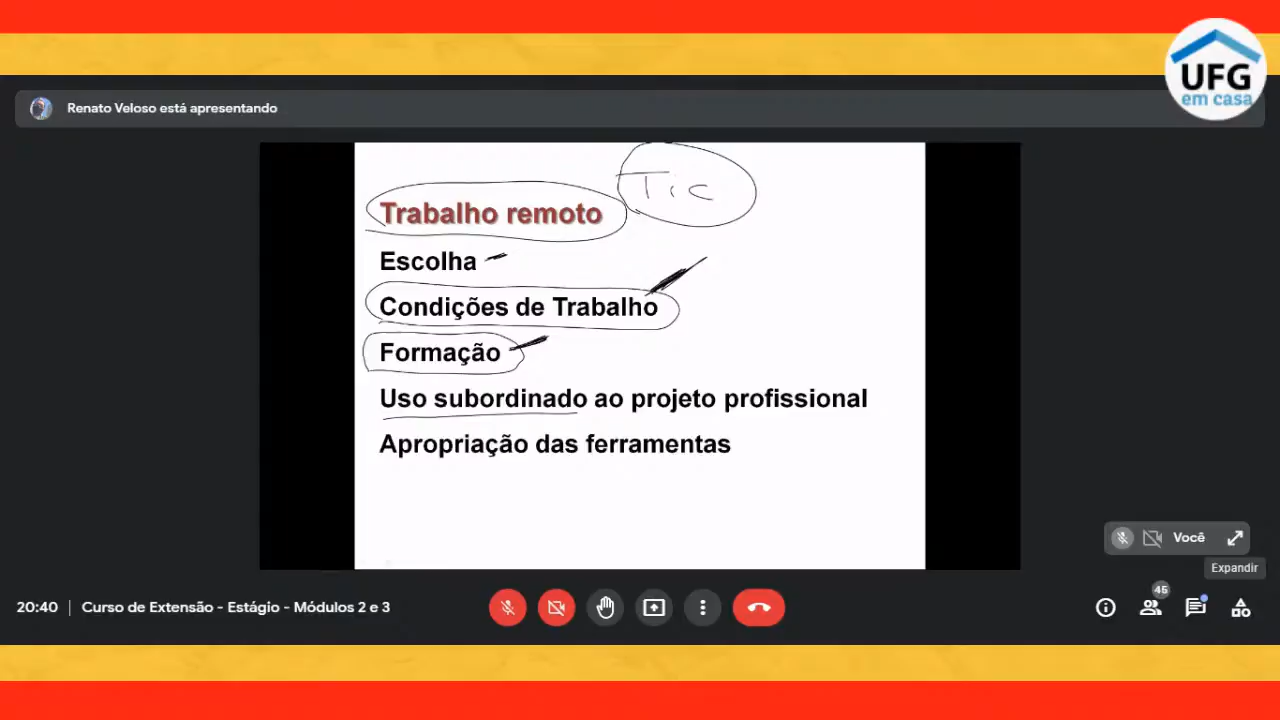 UFG
em casa
Renato Veloso está apresentando
Tic
Trabalho remoto
Escolha
Condições de Trabalho
Formação
Uso subordinado ao projeto profissional
Apropriação das ferramentas
Você
Expandir
20:40 | Curso de Extensão - Estágio - Módulos 2 e 3
45